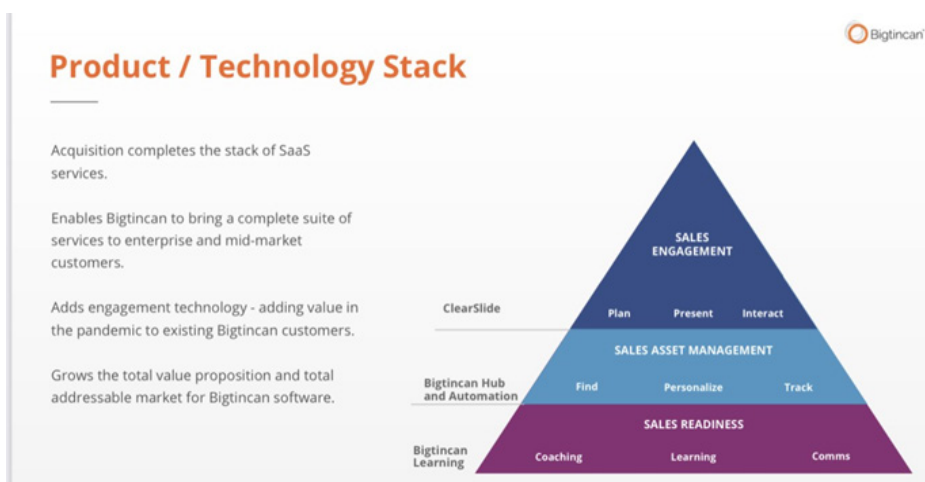 Bigtincan
Product / Technology Stack
Acquisition completes the stack of SaaS
services.
Enables Bigtincan to bring a complete suite of
services to enterprise and mid-market
customers.
Adds engagement technology - adding value in
the pandemic to existing Bigtincan customers.
Grows the total value proposition and total
addressable market for Bigtincan software.
SALES
ENGAGEMENT
ClearSlide
Plan Present Interact
SALES ASSET MANAGEMENT
Bigtincan Hub
and Automation
Find Personalize Track
SALES READINESS
Bigtincan
Learning
Coaching Learning Comms